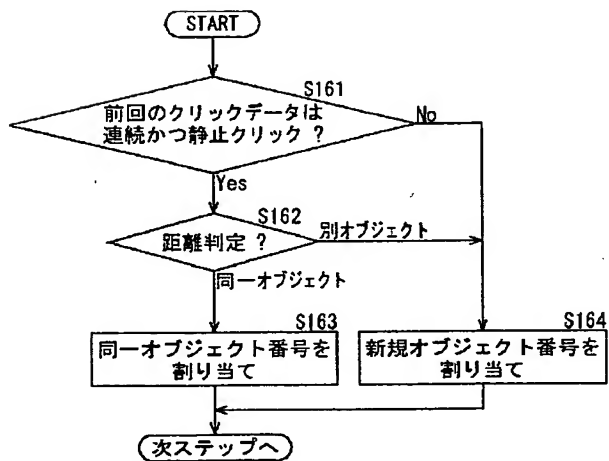 START
S161
前回のクリックデータは
連続かつ静止クリック ?
No
Yes
S162
距離判定 ?
別オブジェクト
同一オブジェクト
S163
同一オブジェクト番号を
割り当て
S164
新規オブジェクト番号を
割り当て
次ステップへ